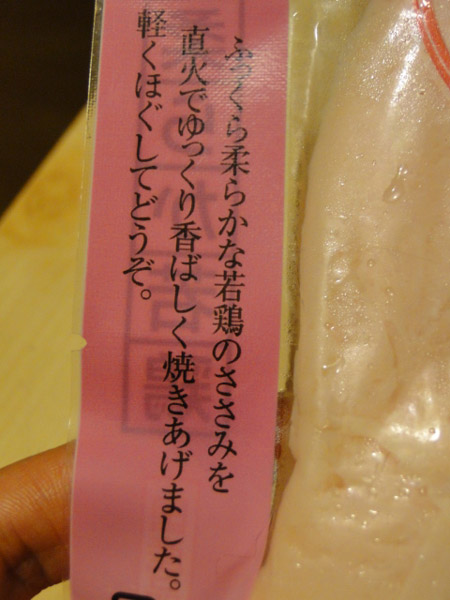 ふっくら柔らかな若鶏のささみを
直火でゆっくり香ばしく焼きあげました。
軽くほぐしてどうぞ。